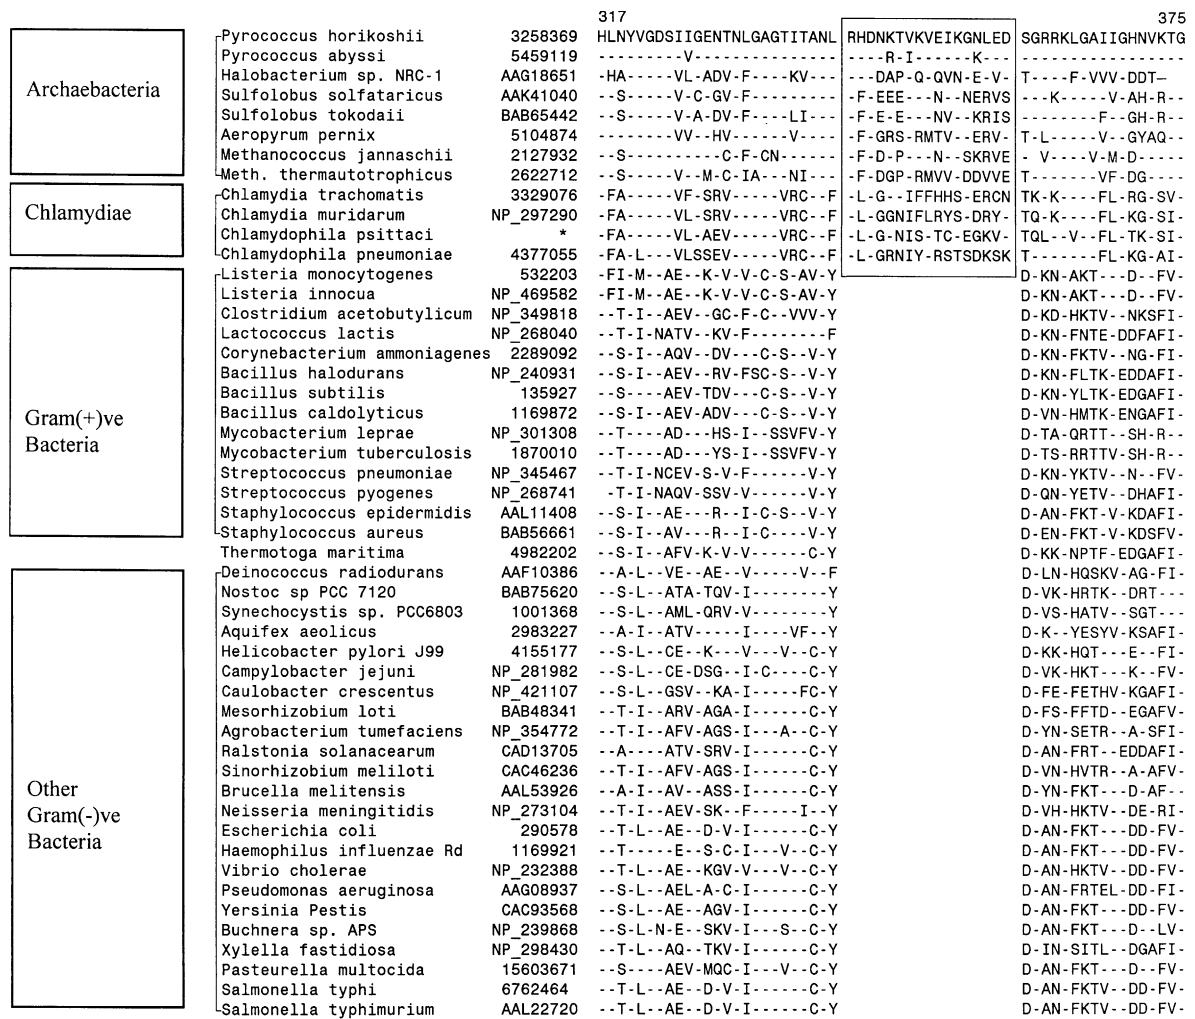 317 375
Pyrococcus horikoshii 3258369 HLNYVGDSIIGENTNLGAGTITANL RHDNKTVKVEIKGNLED SGRRKLGAIIGHNVKTG
Pyrococcus abyssi 5459119 ---------V--------------- ----R-I------K--- -----------------
Archaebacteria
Halobacterium sp. NRC-1 AAG18651 -HA-----VL-ADV-F----KV--- ---DAP-Q-QVN-E-V- T----F-VVV-DDT--
Sulfolobus solfataricus AAK41040 --S-----V-C-GV-F--------- -F-EEE---N--NERVS ---K-----V-AH-R--
Sulfolobus tokodaii BAB65442 --S-----V-A-DV-F----LI--- -F-E-E---NV--KRIS --------F--GH-R--
Aeropyrum pernix 5104874 --------VV--HV------V---- -F-GRS-RMTV--ERV- T-L-----V--GYAQ--
Methanococcus jannaschii 2127932 --S----------C-F-CN------ -F-D-P---N--SKRVE - V----V-M-D-----
Meth. thermautotrophicus 2622712 --S-----V--M-C-IA---NI--- -F-DGP-RMVV-DDVVE T-------VF-DG----
Chlamydiae
Chlamydia trachomatis 3329076 -FA-----VF-SRV-----VRC--F -L-G--IFFHHS-ERCN TK-K----FL-RG-SV-
Chlamydia muridarum NP_297290 -FA-----VL-SRV-----VRC--F -L-GGNIFLRYS-DRY- TQ-K----FL-KG-SI-
Chlamydophila psittaci * -FA-----VL-AEV-----VRC--F -L-G-NIS-TC-EGKV- TQL--V--FL-TK-SI-
Chlamydophila pneumoniae 4377055 -FA-L---VLSSEV-----VRC--F -L-GRNIY-RSTSDKSK T-------FL-KG-AI-
Listeria monocytogenes 532203 -FI-M--AE--K-V-V-C-S-AV-Y D-KN-AKT---D--FV-
Listeria innocua NP_469582 -FI-M--AE--K-V-V-C-S-AV-Y D-KN-AKT---D--FV-
Clostridium acetobutylicum NP_349818 --T-I--AEV--GC-F-C--VVV-Y D-KD-HKTV--NKSFI-
Lactococcus lactis NP_268040 --T-I-NATV--KV-F--------F D-KN-FNTE-DDFAFI-
Corynebacterium ammoniagenes 2289092 --S-I--AQV--DV---C-S--V-Y D-KN-FKTV--NG-FI-
Bacillus halodurans NP_240931 --S-V--AEV--RV-FSC-S--V-Y D-KN-FLTK-EDDAFI-
Bacillus subtilis 135927 --S-I--AEV-TDV---C-S--V-Y D-KN-YLTK-EDGAFI-
Gram(+)ve
Bacteria
Bacillus caldolyticus 1169872 --S-I--AEV-ADV---C-S--V-Y D-VN-HMTK-ENGAFI-
Mycobacterium leprae NP_301308 --T----AD---HS-I--SSVFV-Y D-TA-QRTT--SH-R--
Mycobacterium tuberculosis 1870010 --T----AD---YS-I--SSVFV-Y D-TS-RRTTV-SH-R--
Streptococcus pneumoniae NP_345467 --T-I-NCEV-S-V-F------V-Y D-KN-YKTV--N--FV-
Streptococcus pyogenes NP_268741 -T-I-NAQV-SSV-V------V-Y D-QN-YETV--DHAFI-
Staphylococcus epidermidis AAL11408 --S-I--AE---R--I-C-S--V-Y D-AN-FKT-V-KDAFI-
Staphylococcus aureus BAB56661 --S-I--AV---R--I-C----V-Y D-EN-FKT-V-KDSFV-
Thermotoga maritima 4982202 --S-I--AFV-K-V-V------C-Y D-KK-NPTF-EDGAFI-
Deinococcus radiodurans AAF10386 --A-L--VE--AE--V-----V--F D-LN-HQSKV-AG-FI-
Nostoc sp PCC 7120 BAB75620 --S-L--ATA-TQV-I--------Y D-VK-HRTK--DRT---
Synechocystis sp. PCC6803 1001368 --S-L--AML-QRV-V--------Y D-VS-HATV--SGT---
Aquifex aeolicus 2983227 --A-I--ATV-----I----VF--Y D-K--YESYV-KSAFI-
Helicobacter pylori J99 4155177 --S-L--CE--K---V---V--C-Y D-KK-HQT---E--FI-
Campylobacter jejuni NP_281982 --S-L--CE-DSG--I-C----C-Y D-VK-HKT---K--FV-
Caulobacter crescentus NP_421107 --S-L--GSV--KA-I-----FC-Y D-FE-FETHV-KGAFI-
Mesorhizobium loti BAB48341 --T-I--ARV-AGA-I------C-Y D-FS-FFTD--EGAFV-
Agrobacterium tumefaciens NP_354772 --T-I--AFV-AGS-I---A--C-Y D-YN-SETR--A-SFI-
Ralstonia solanacearum CAD13705 --A----ATV-SRV-I------C-Y D-AN-FRT--EDDAFI-
Other
Gram(-)ve
Bacteria
Sinorhizobium meliloti CAC46236 --T-I--AFV-AGS-I------C-Y D-VN-HVTR--A-AFV-
Brucella melitensis AAL53926 --A-I--AV--ASS-I------C-Y D-YN-FKT---D-AF--
Neisseria meningitidis NP_273104 --T-I--AEV-SK--F-----I--Y D-VH-HKTV--DE-RI-
Escherichia coli 290578 --T-L--AE--D-V-I------C-Y D-AN-FKT---DD-FV-
Haemophilus influenzae Rd 1169921 --T-----E--S-C-I---V--C-Y D-AN-FKT---DD-FV-
Vibrio cholerae NP_232388 --T-L--AE--KGV-V---V--C-Y D-AN-HKTV--DD-FV-
Pseudomonas aeruginosa AAG08937 --S-L--AEL-A-C-I------C-Y D-AN-FRTEL-DD-FI-
Yersinia Pestis CAC93568 --S-L--AE--AGV-I------C-Y D-AN-FKT---DD-FV-
Buchnera sp. APS NP_239868 --S-L-N-E--SKV-I---S--C-Y D-AN-FKT---D--LV-
Xylella fastidiosa NP_298430 --T-L--AQ--TKV-I------C-Y D-IN-SITL--DGAFI-
Pasteurella multocida 15603671 --S----AEV-MQC-I---V--C-Y D-AN-FKT---D--FV-
Salmonella typhi 6762464 --T-L--AE--D-V-I------C-Y D-AN-FKTV--DD-FV-
Salmonella typhimurium AAL22720 --T-L--AE--D-V-I------C-Y D-AN-FKTV--DD-FV-